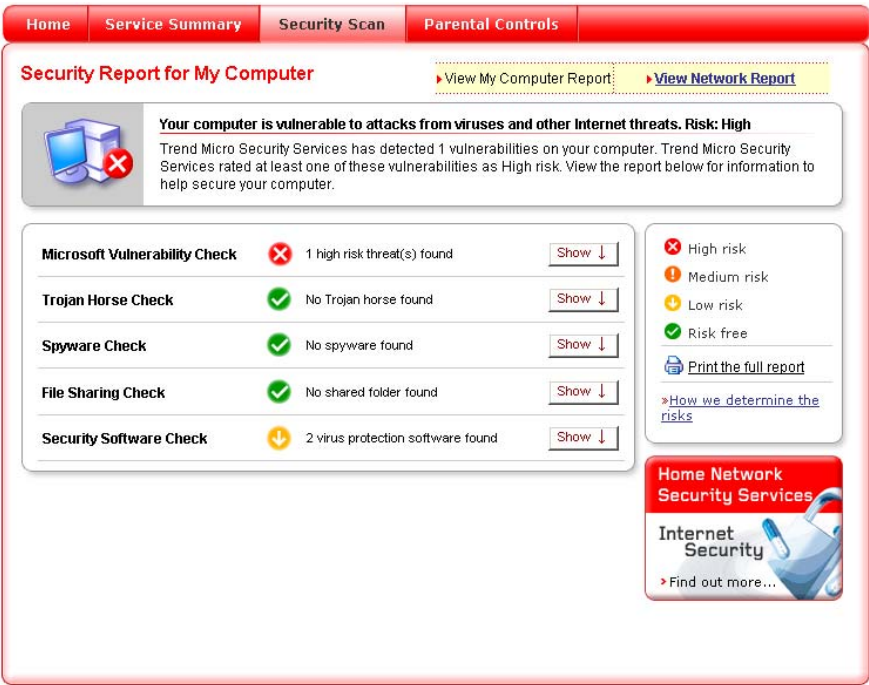 Home Service Summary Security Scan Parental Controls
Security Report for My Computer
View My Computer Report View Network Report
Your computer is vulnerable to attacks from viruses and other Internet threats. Risk: High
Trend Micro Security Services has detected 1 vulnerabilities on your computer. Trend Micro Security
Services rated at least one of these vulnerabilities as High risk. View the report below for information to
help secure your computer.
Microsoft Vulnerability Check 1 high risk threat(s) found Show ↓
Trojan Horse Check No Trojan horse found Show ↓
Spyware Check No spyware found Show ↓
File Sharing Check No shared folder found Show ↓
Security Software Check 2 virus protection software found Show ↓
High risk
Medium risk
Low risk
Risk free
Print the full report
»How we determine the
risks
Home Network
Security Services
Internet
Security
Find out more...